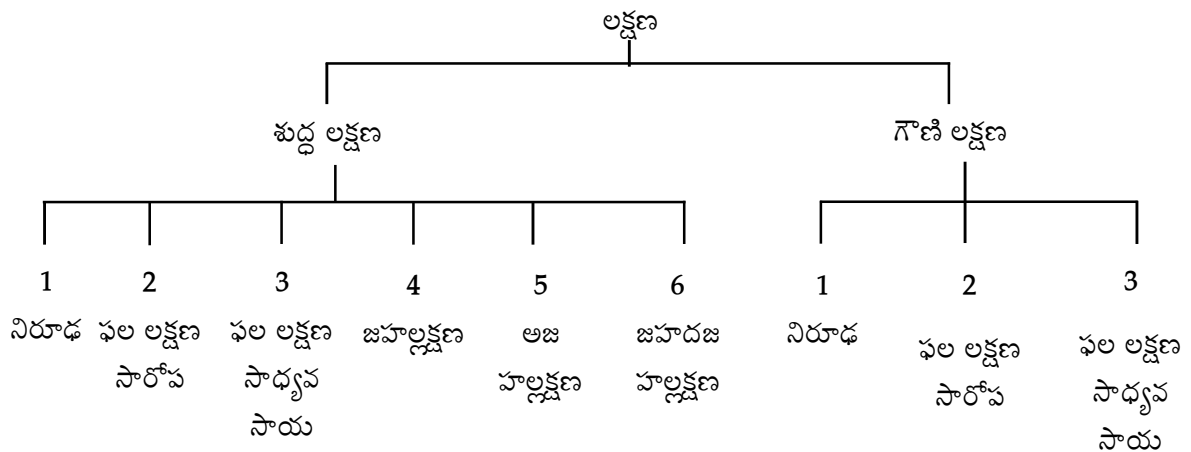 లక్షణ
శుద్ధ లక్షణ గౌణి లక్షణ
1 2 3 4 5 6 1 2 3
నిరూఢ ఫల లక్షణ ఫల లక్షణ జహల్లక్షణ అజ జహదజ నిరూఢ ఫల లక్షణ ఫల లక్షణ
సారోప సాధ్యవ హల్లక్షణ హల్లక్షణ సారోప సాధ్యవ
సాయ సాయ